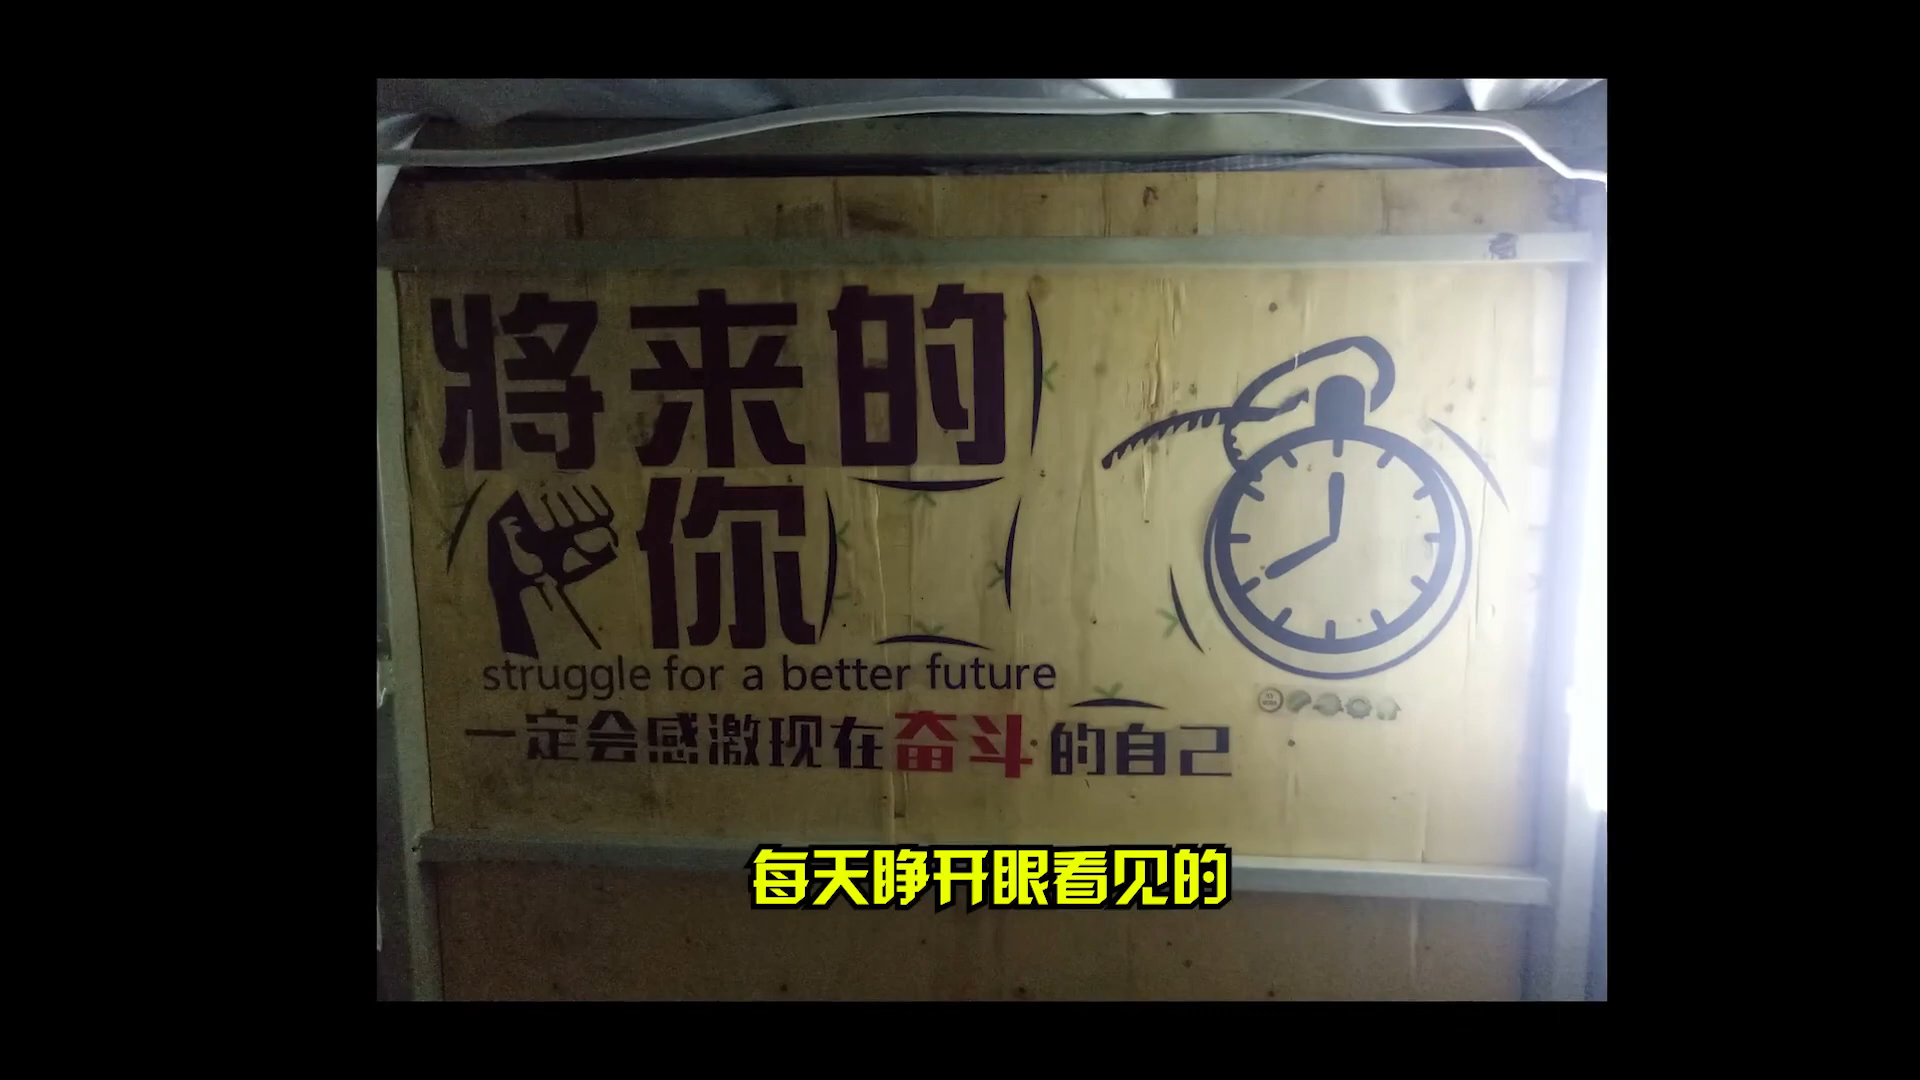 将来的
你
struggle for a better future
一定会感激现在奋斗的自己
每天睁开眼看见的